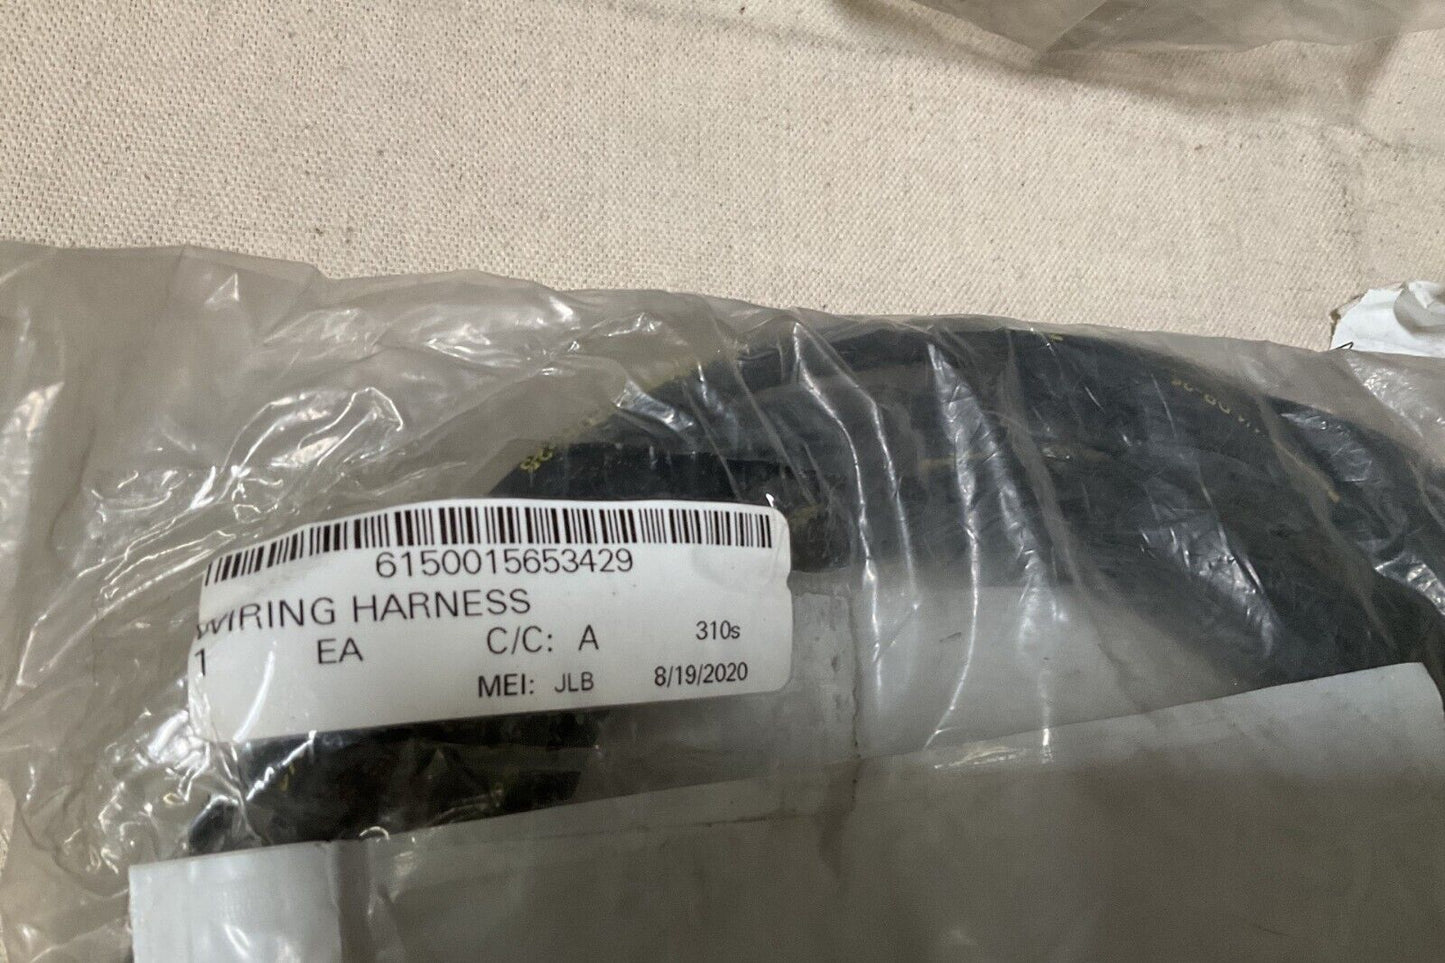 6150015653429
WIRING HARNESS
1 EA C/C: A 310s
MEI: JLB 8/19/2020